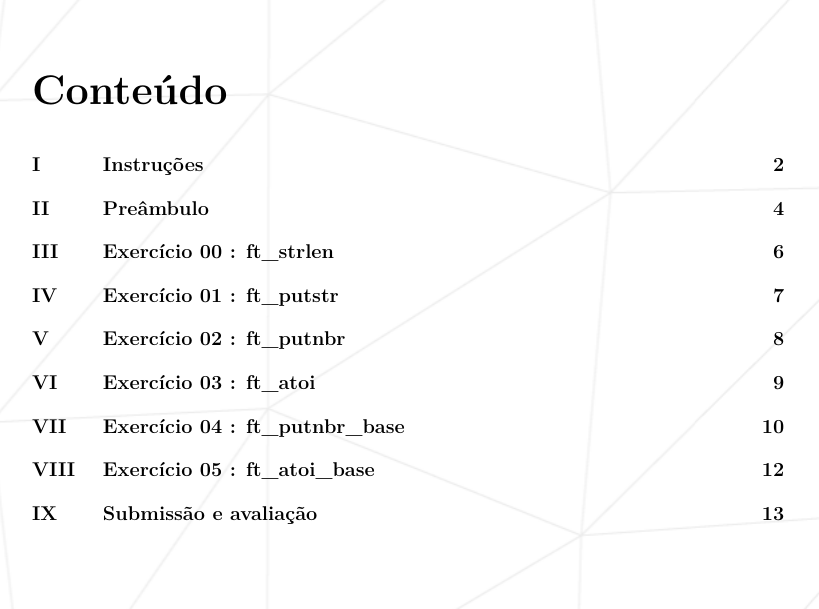 Conteúdo
I Instruções 2
II Preâmbulo 4
III Exercício 00 : ft_strlen 6
IV Exercício 01 : ft_putstr 7
V Exercício 02 : ft_putnbr 8
VI Exercício 03 : ft_atoi 9
VII Exercício 04 : ft_putnbr_base 10
VIII Exercício 05 : ft_atoi_base 12
IX Submissão e avaliação 13